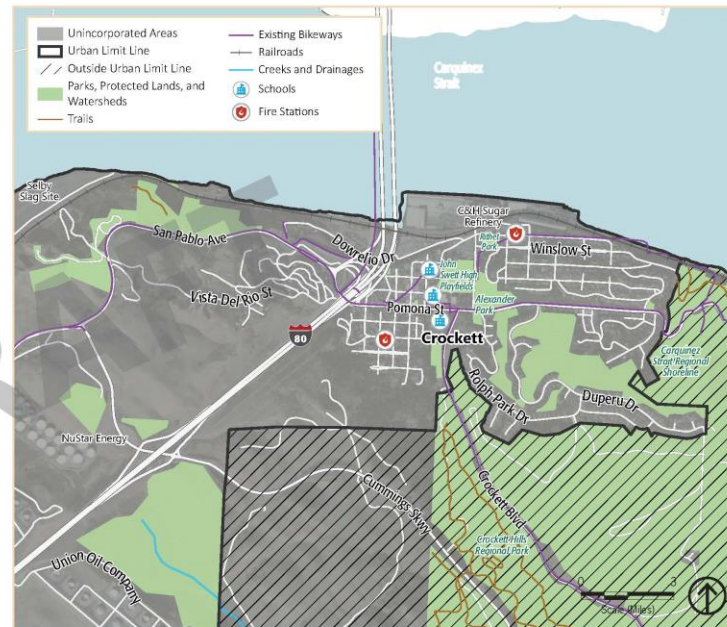 Unincorporated Areas
Urban Limit Line
Outside Urban Limit Line
Parks, Protected Lands, and
Watersheds
Trails
Existing Bikeways
Railroads
Creeks and Drainages
Schools
Fire Stations
Carquinez
Strait
Selby
Slag Site
San Pablo Ave
Dowrelio Dr
C&H Sugar
Refinery
Rithet
Park
Winslow St
John
Swett High
Playfields
Vista Del Rio St
Pomona St
Alexander
Park
80
Crockett
Carquinez
Strait Regional
Shoreline
Rolph Park Dr
Duperu Dr
NuStar Energy
Cummings Skwy
Crockett Blvd
Crockett Hills
Regional Park
Union Oil
Company
0 3
Scale (Miles)